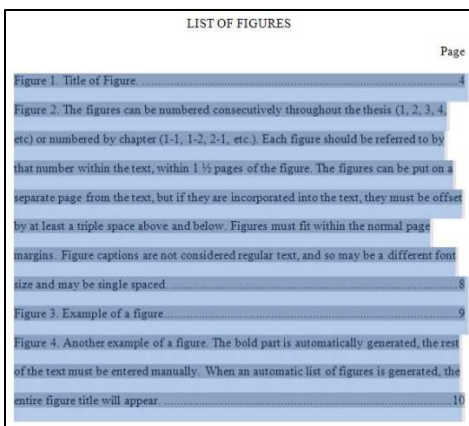 LIST OF FIGURES
Page
Figure 1. Title of Figure. ........................................4
Figure 2. The figures can be numbered consecutively throughout the thesis (1, 2, 3, 4,
etc) or numbered by chapter (1-1, 1-2, 2-1, etc.). Each figure should be referred to by
that number within the text, within 1 ½ pages of the figure. The figures can be put on a
separate page from the text, but if they are incorporated into the text, they must be offset
by at least a triple space above and below. Figures must fit within the normal page
margins. Figure captions are not considered regular text, and so may be a different font
size and may be single spaced. ........................................8
Figure 3. Example of a figure ........................................9
Figure 4. Another example of a figure. The bold part is automatically generated, the rest
of the text must be entered manually. When an automatic list of figures is generated, the
entire figure title will appear. ........................................10